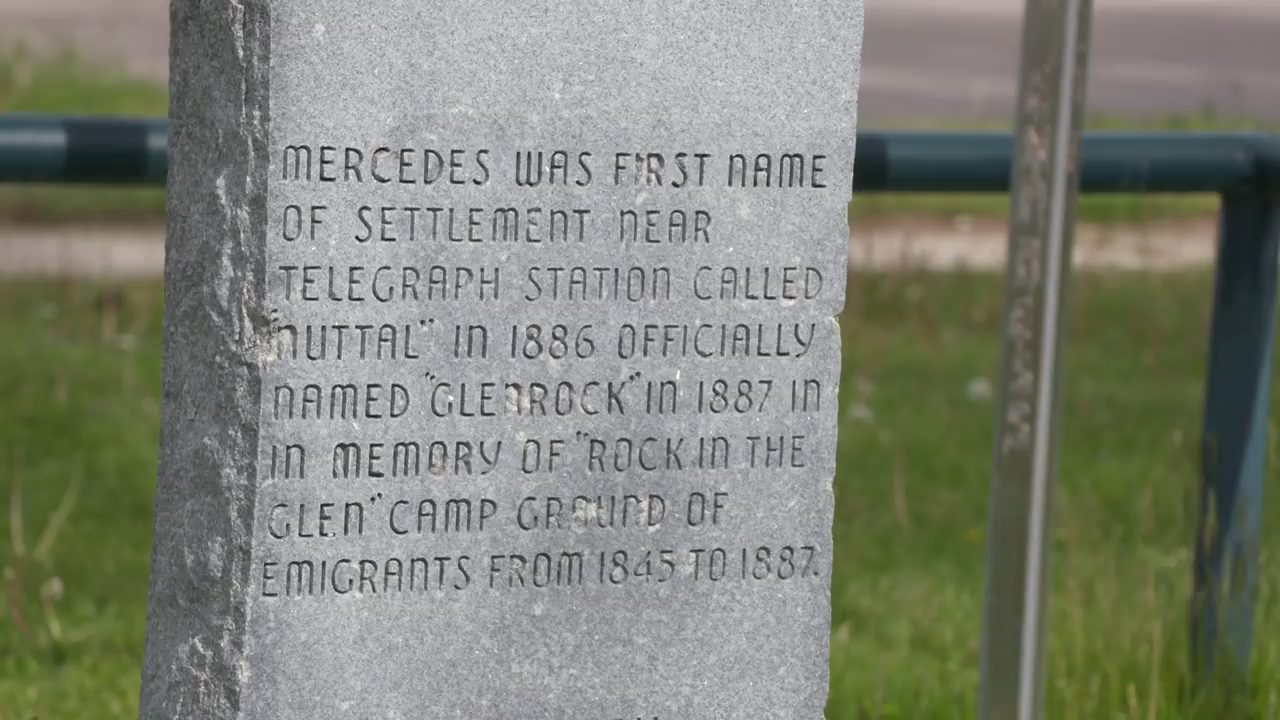 MERCEDES WAS FIRST NAME
OF SETTLEMENT NEAR
TELEGRAPH STATION CALLED
"NUTTAL" IN 1886 OFFICIALLY
NAMED "GLENROCK" IN 1887 IN
IN MEMORY OF "ROCK IN THE
GLEN" CAMP GROUND OF
EMIGRANTS FROM 1845 TO 1887.